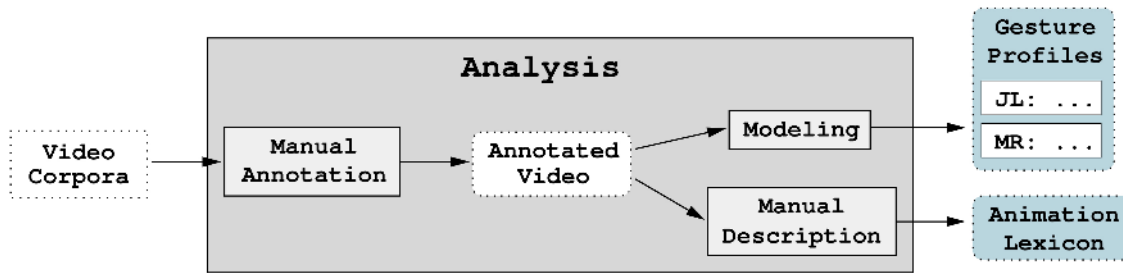 Analysis
Video
Corpora
Manual
Annotation
Annotated
Video
Modeling
Manual
Description
Gesture
Profiles
JL: ...
MR: ...
Animation
Lexicon